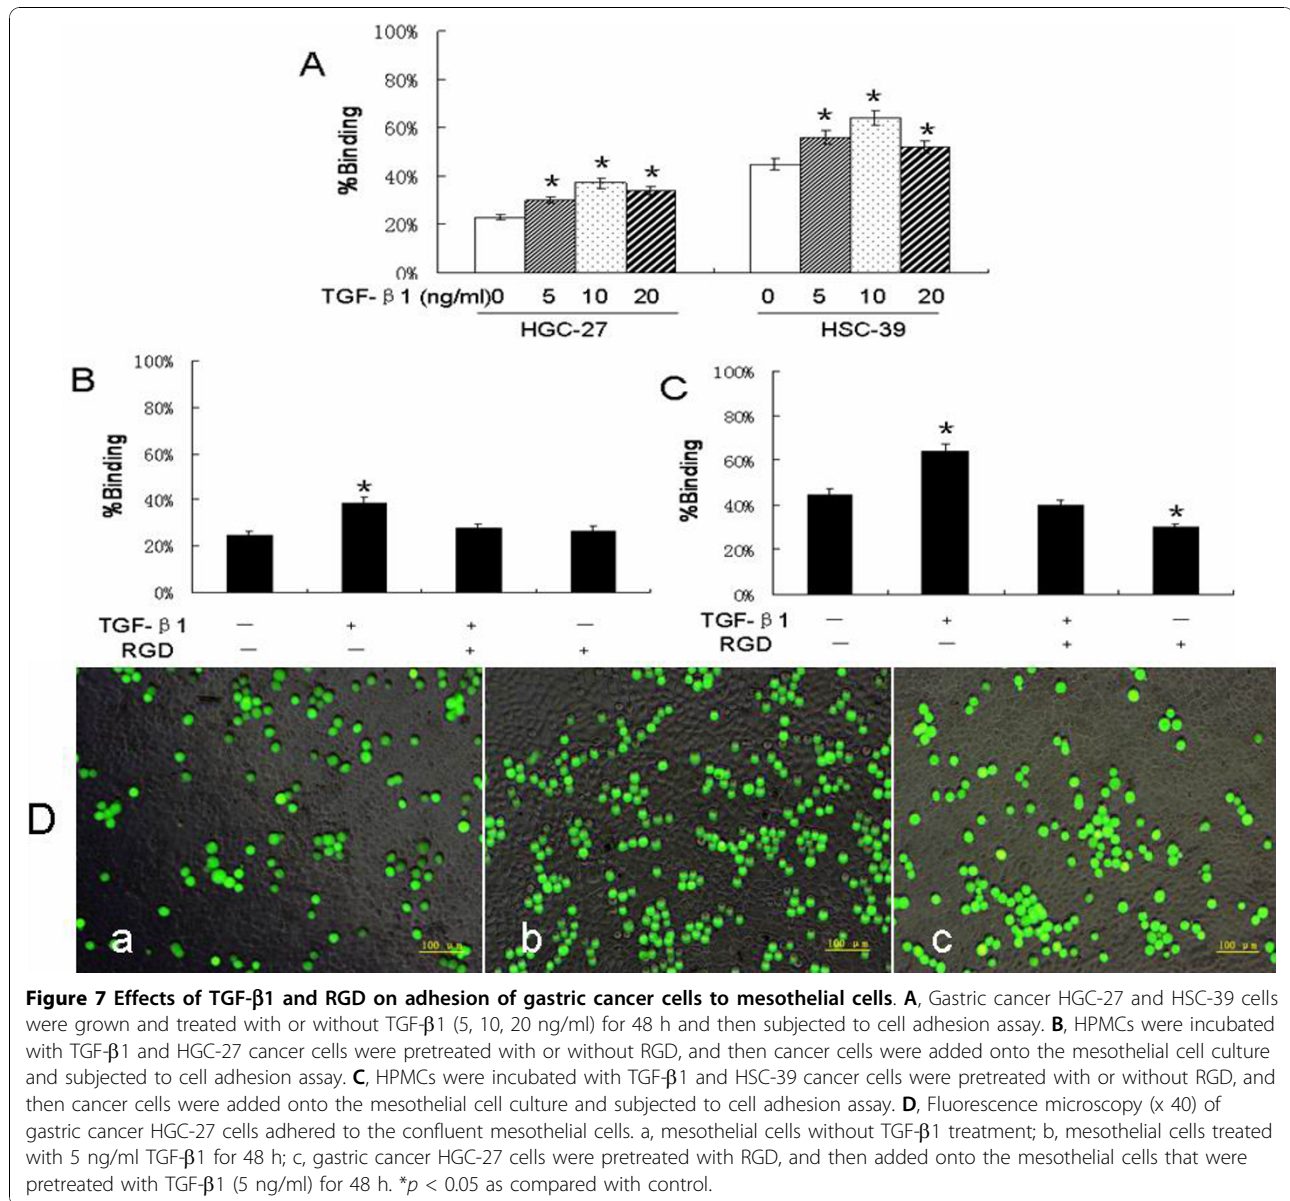 A
%Binding
100%
80%
60%
40%
20%
0%
* * * * * *
TGF-β1 (ng/ml) 0 5 10 20 0 5 10 20
HGC-27 HSC-39
B
%Binding
100%
80%
60%
40%
20%
0%
*
TGF-β1 — + + —
RGD — — + +
C
%Binding
100%
80%
60%
40%
20%
0%
* *
TGF-β1 — + + —
RGD — — + +
D
a 100 μm b 100 μm c 100 μm
Figure 7 Effects of TGF-β1 and RGD on adhesion of gastric cancer cells to mesothelial cells. A, Gastric cancer HGC-27 and HSC-39 cells
were grown and treated with or without TGF-β1 (5, 10, 20 ng/ml) for 48 h and then subjected to cell adhesion assay. B, HPMCs were incubated
with TGF-β1 and HGC-27 cancer cells were pretreated with or without RGD, and then cancer cells were added onto the mesothelial cell culture
and subjected to cell adhesion assay. C, HPMCs were incubated with TGF-β1 and HSC-39 cancer cells were pretreated with or without RGD, and
then cancer cells were added onto the mesothelial cell culture and subjected to cell adhesion assay. D, Fluorescence microscopy (x 40) of
gastric cancer HGC-27 cells adhered to the confluent mesothelial cells. a, mesothelial cells without TGF-β1 treatment; b, mesothelial cells treated
with 5 ng/ml TGF-β1 for 48 h; c, gastric cancer HGC-27 cells were pretreated with RGD, and then added onto the mesothelial cells that were
pretreated with TGF-β1 (5 ng/ml) for 48 h. *p < 0.05 as compared with control.